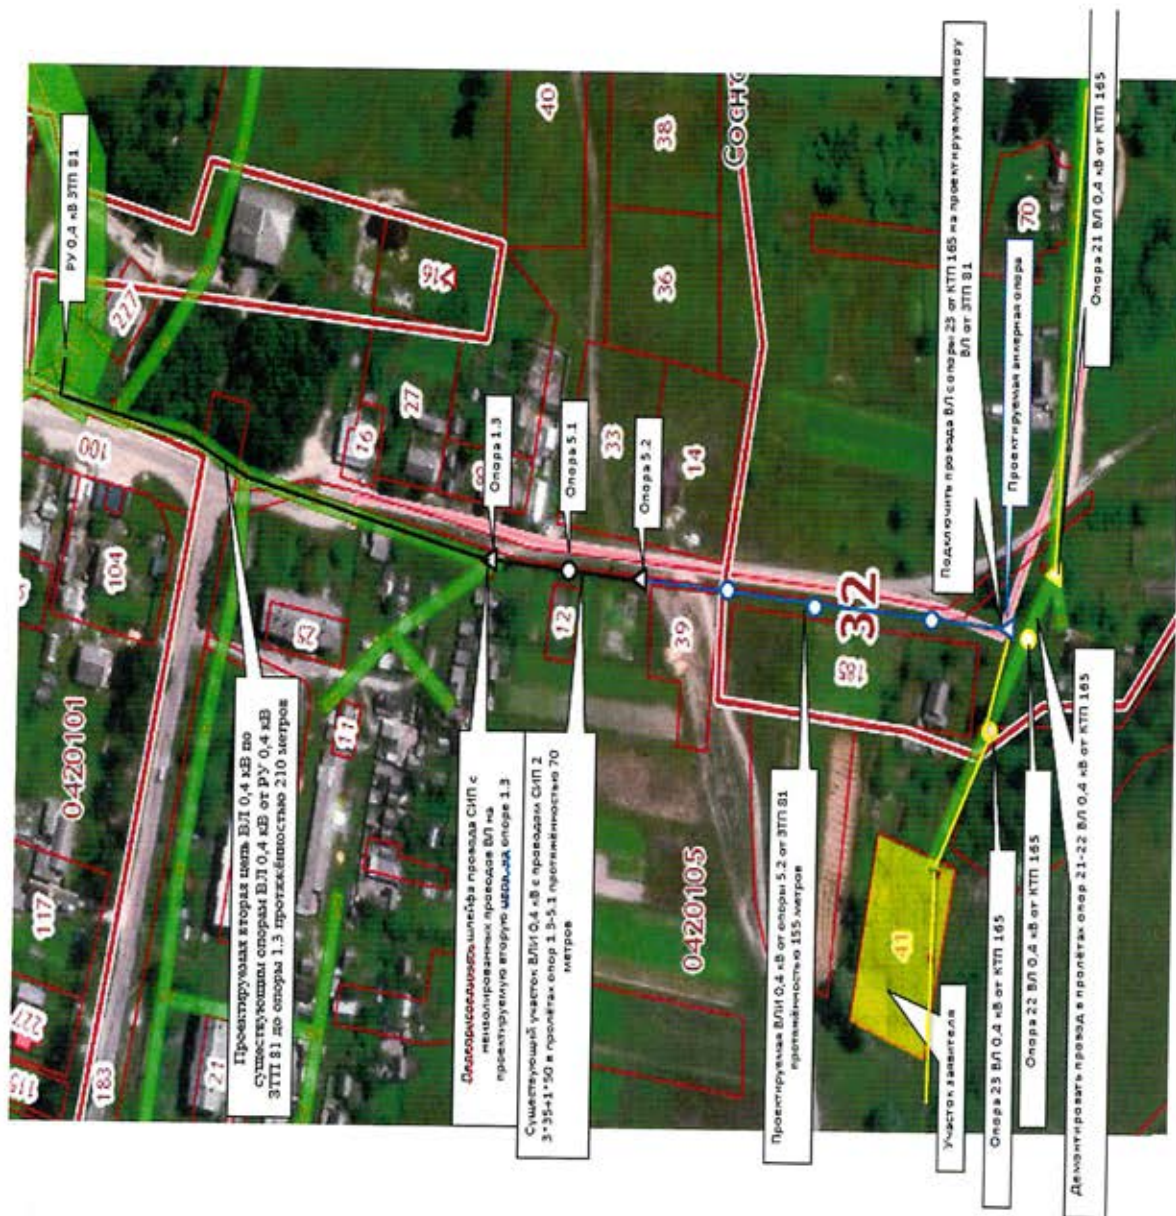 РУ 0,4 кВ ЗТП 81
40
38
Сосно
36
227
16
100
16
27
33
14
70
Подключить провода ВЛ с опоры 23 от КТП 165 на проектируемую опору
ВЛ от ЗТП 81
Проектируемая анкерная опора
Опора 21 ВЛ 0,4 кВ от КТП 165
Опора 1.3
Опора 5.1
Опора 5.2
104
25
12
39
32
185
0420101
11
117
227
115
183
121
Проектируемая вторая цепь ВЛ 0,4 кВ по
существующим опорам ВЛ 0,4 кВ от РУ 0,4 кВ
ЗТП 81 до опоры 1.3 протяжённостью 210 метров
шлейфа провода СИП с
неизолированных проводов ВЛ на
проектируемую вторую цепь на опоре 1.3
Существующий участок ВЛИ 0,4 кВ с проводам СИП 2
3*35+1*50 в пролётах опор 1.3-5.1 протяжённостью 70
метров
0420105
Проектируемая ВЛИ 0,4 кВ от опоры 5.2 от ЗТП 81
протяжённостью 155 метров
41
Участок заявителя
Опора 23 ВЛ 0,4 кВ от КТП 165
Опора 22 ВЛ 0,4 кВ от КТП 165
Демонтировать провод в пролётах опор 21-22 ВЛ 0,4 кВ от КТП 165